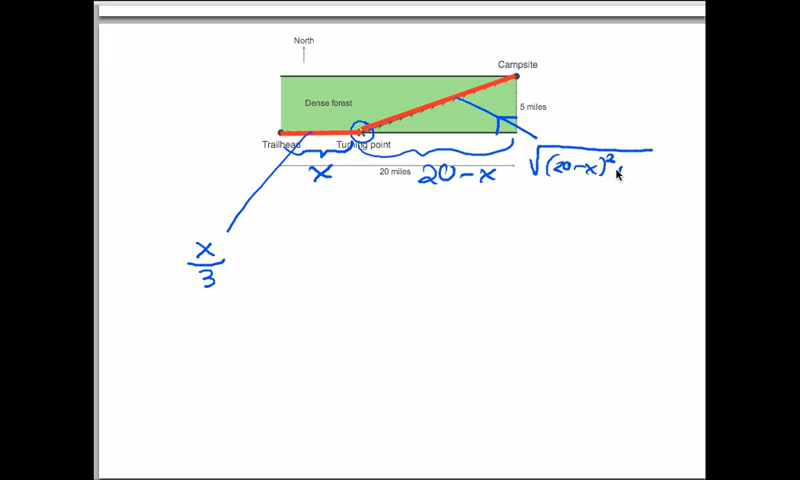 North
Campsite
Dense forest
5 miles
Trailhead
Turning point
20 miles
x
20-x
√(20-x)²
x/3